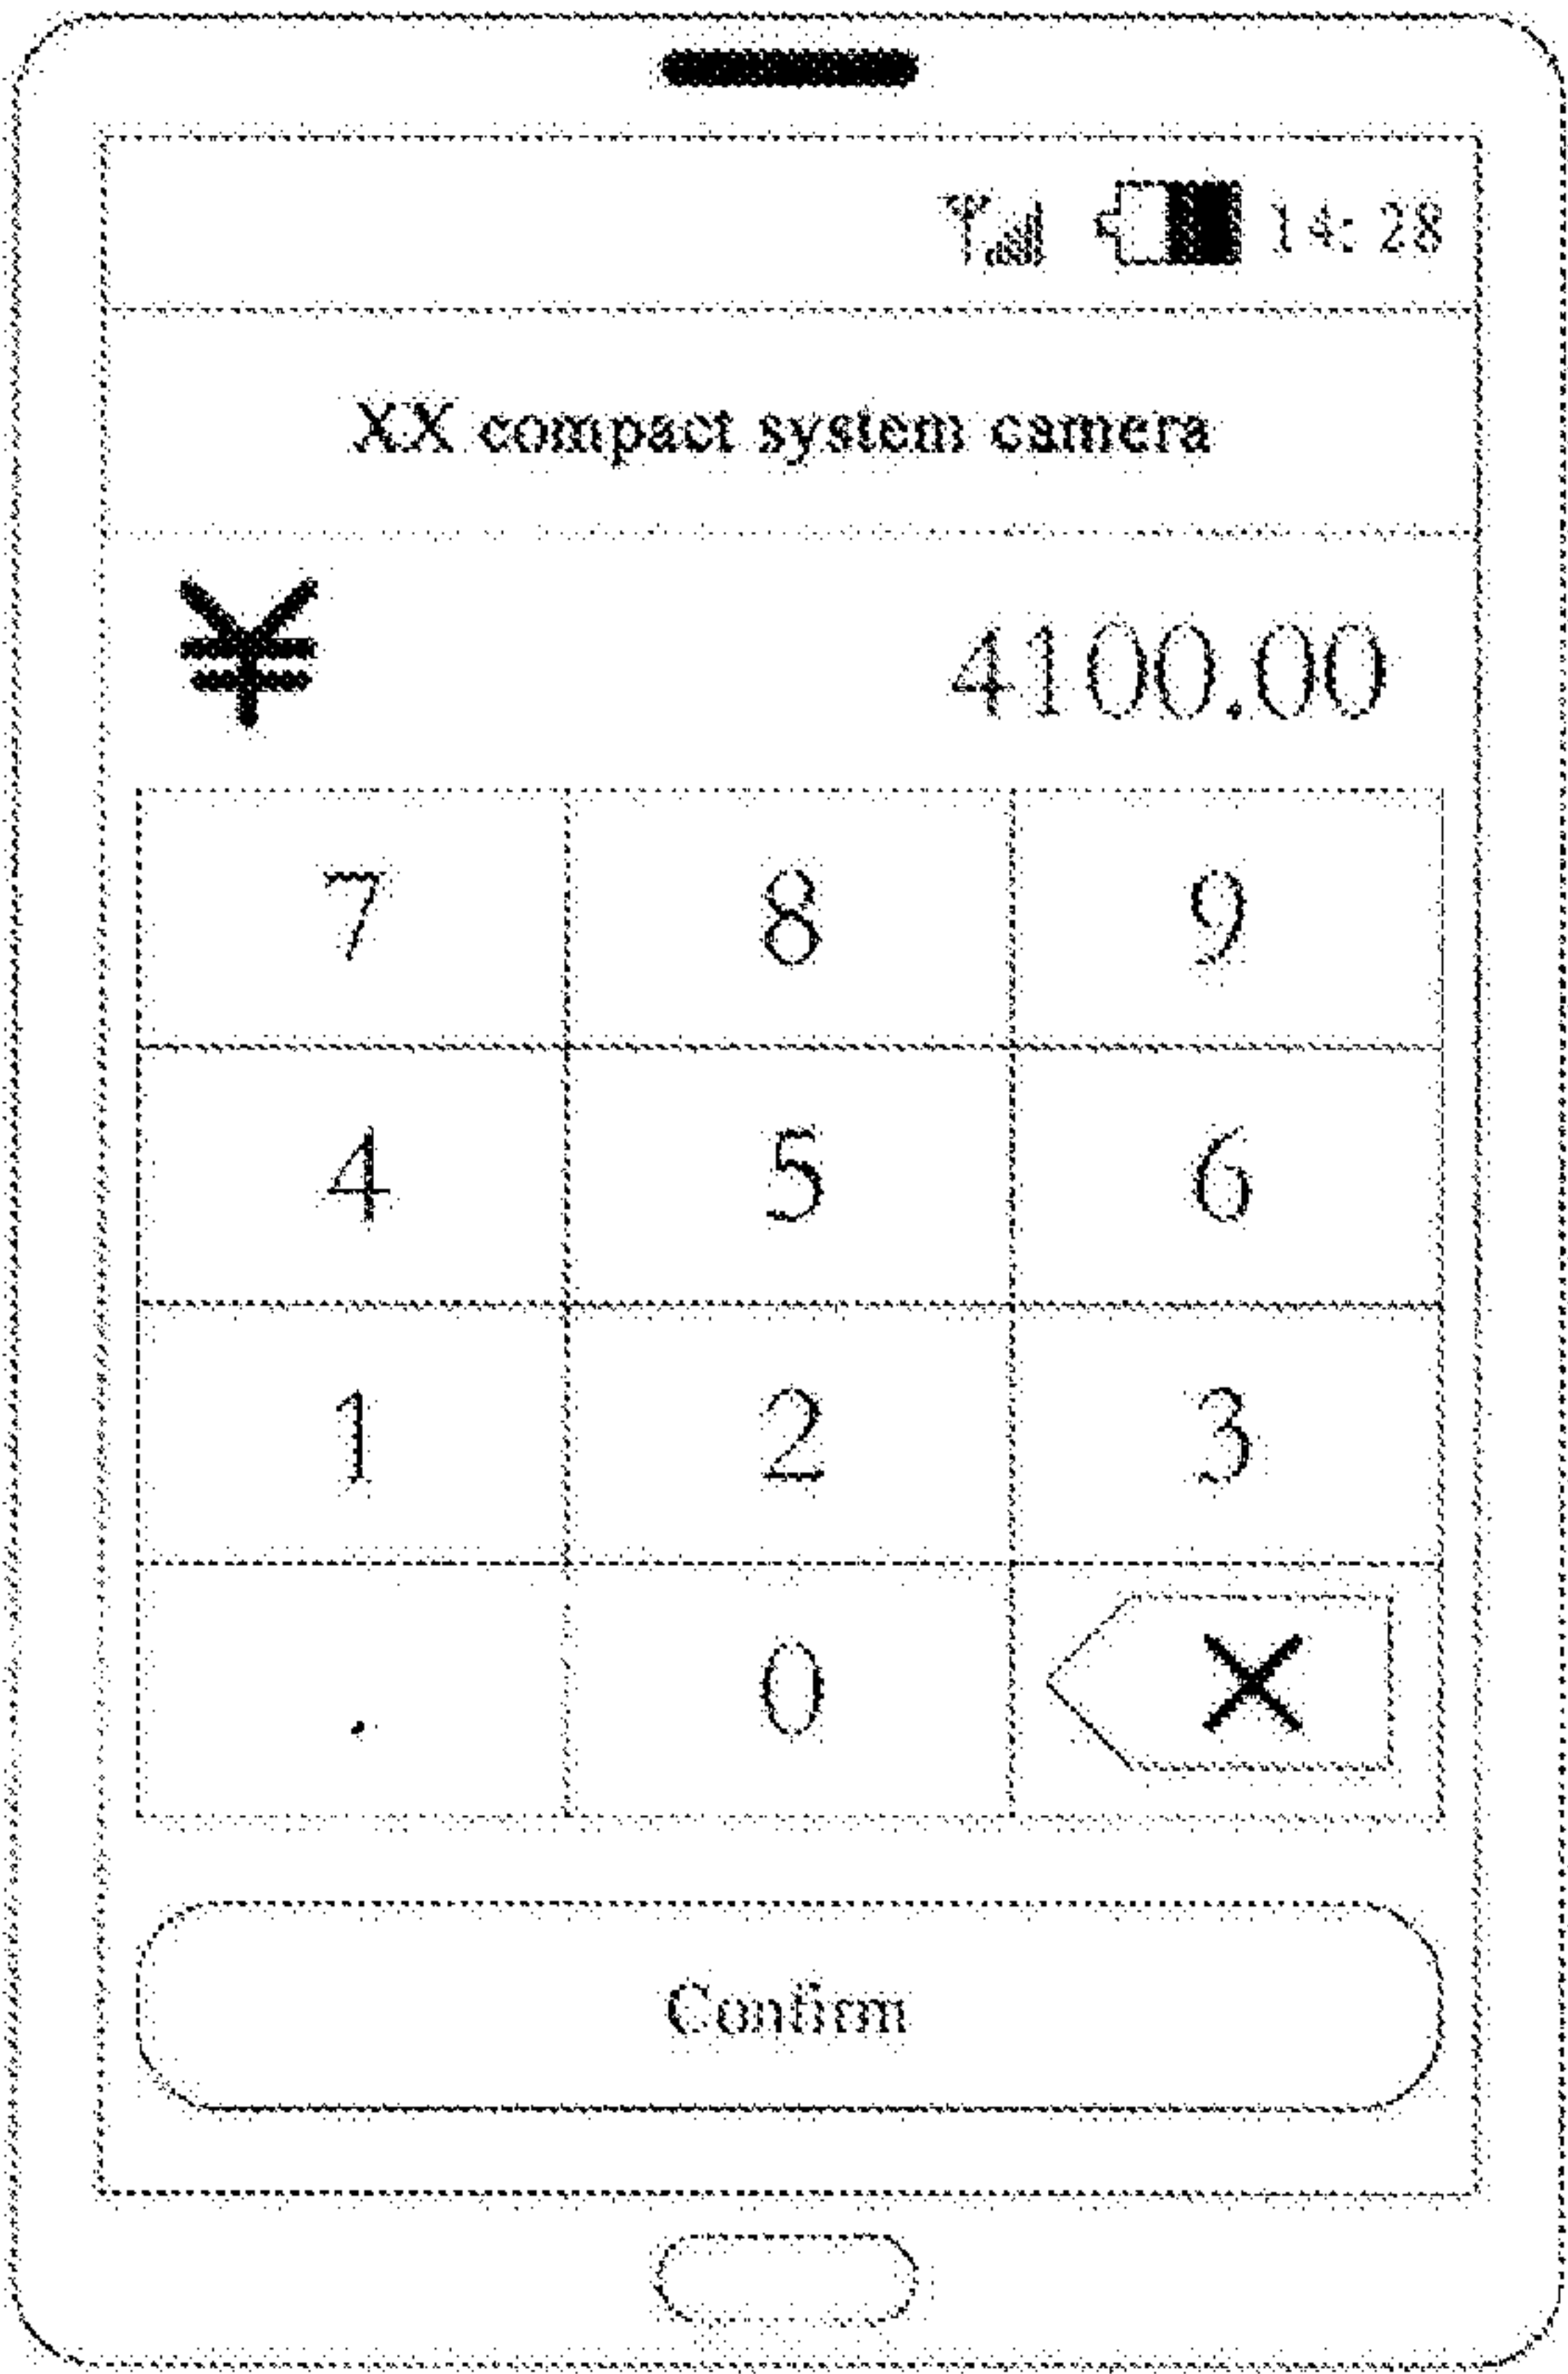 14: 28
XX compact system camera
¥ 4100.00
7 8 9
4 5 6
1 2 3
. 0 ×
Confirm